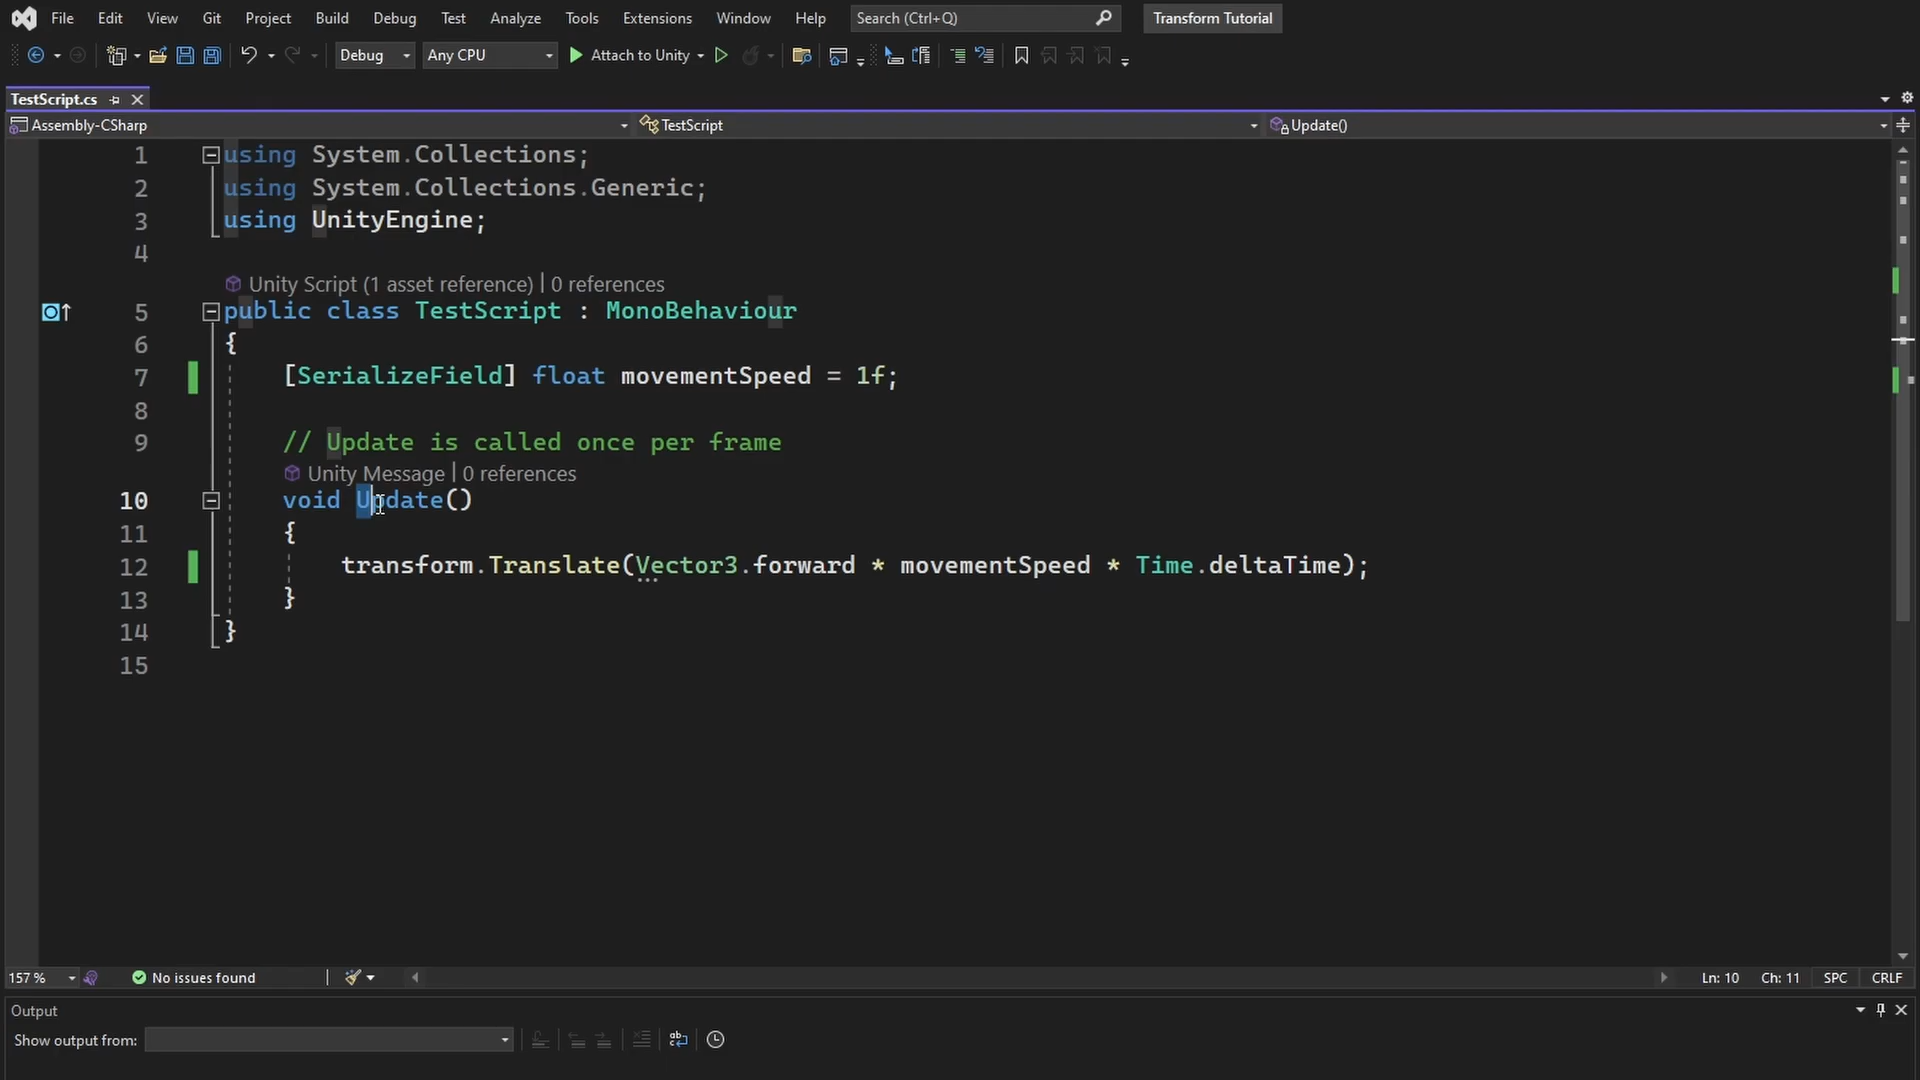 File Edit View Git Project Build Debug Test Analyze Tools Extensions Window Help Search (Ctrl+Q) Transform Tutorial
Debug Any CPU Attach to Unity
TestScript.cs
Assembly-CSharp TestScript Update()
1 using System.Collections;
2 using System.Collections.Generic;
3 using UnityEngine;
4
Unity Script (1 asset reference) | 0 references
5 public class TestScript : MonoBehaviour
6 {
7 [SerializeField] float movementSpeed = 1f;
8
9 // Update is called once per frame
Unity Message | 0 references
10 void Update()
11 {
12 transform.Translate(Vector3.forward * movementSpeed * Time.deltaTime);
13 }
14 }
15
157 % No issues found Ln: 10 Ch: 11 SPC CRLF
Output
Show output from: